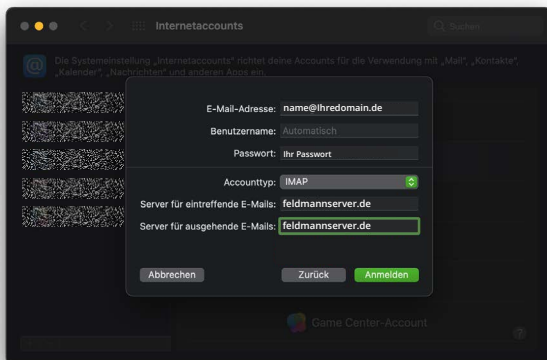 Internetaccounts
Suchen
Die Systemeinstellung „Internetaccounts“ richtet deine Accounts für die Verwendung mit „Mail“, „Kontakte“,
„Kalender“, „Nachrichten“ und anderen Apps ein.
E-Mail-Adresse: name@Ihredomain.de
Benutzername: Automatisch
Passwort: Ihr Passwort
Accounttyp: IMAP
Server für eintreffende E-Mails: feldmannserver.de
Server für ausgehende E-Mails: feldmannserver.de
Abbrechen Zurück Anmelden
Game Center-Account
?